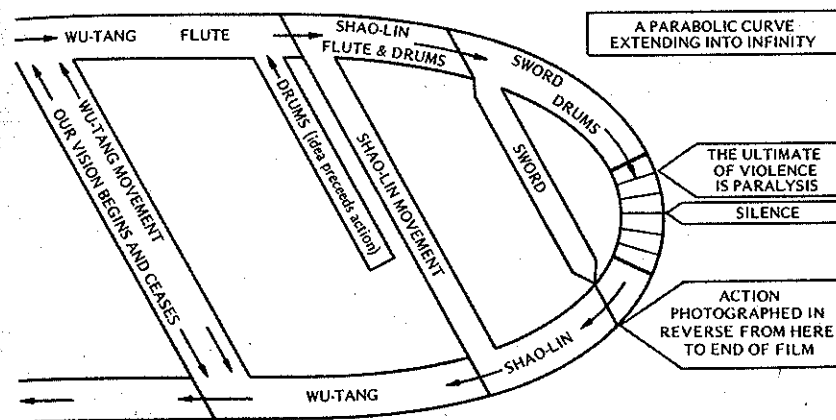 A PARABOLIC CURVE
EXTENDING INTO INFINITY
WU-TANG FLUTE
SHAO-LIN
FLUTE & DRUMS
SWORD
DRUMS
WU-TANG MOVEMENT
OUR VISION BEGINS AND CEASES
DRUMS (idea preceeds action)
SHAO-LIN MOVEMENT
SWORD
THE ULTIMATE
OF VIOLENCE
IS PARALYSIS
SILENCE
ACTION
PHOTOGRAPHED IN
REVERSE FROM HERE
TO END OF FILM
SHAO-LIN
WU-TANG